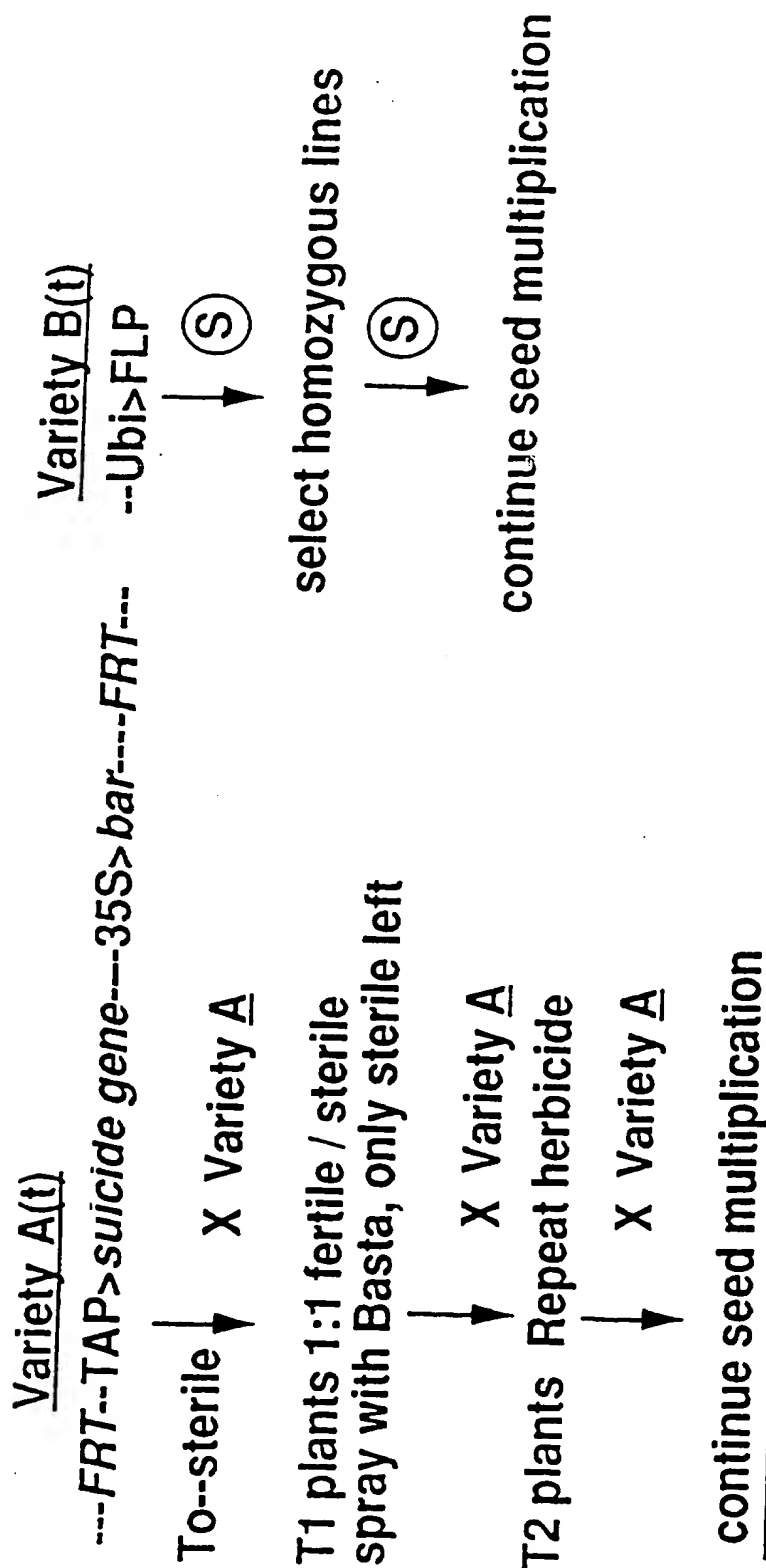 Variety A(t)
----FRT--TAP>suicide gene----35S>bar----FRT---
To--sterile
X Variety A
T1 plants 1:1 fertile / sterile
spray with Basta, only sterile left
X Variety A
T2 plants Repeat herbicide
X Variety A
continue seed multiplication
Variety B(t)
--Ubi>FLP
S
select homozygous lines
S
continue seed multiplication